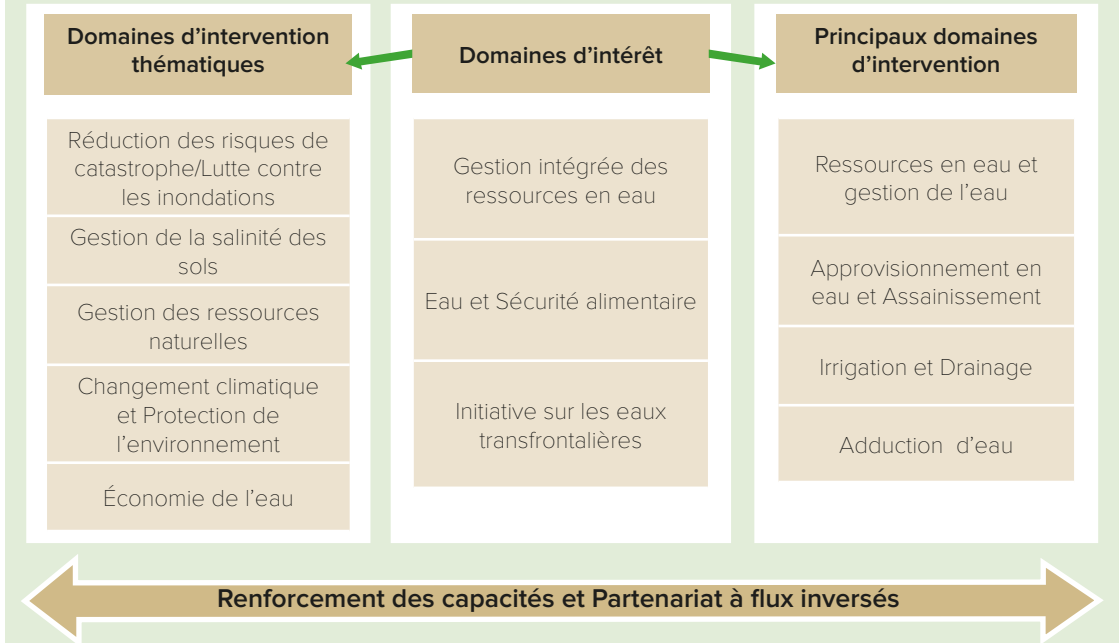 Domaines d’intervention
thématiques
Réduction des risques de
catastrophe/Lutte contre
les inondations
Gestion de la salinité des
sols
Gestion des ressources
naturelles
Changement climatique
et Protection de
l’environnement
Économie de l’eau
Domaines d’intérêt
Gestion intégrée des
ressources en eau
Eau et Sécurité alimentaire
Initiative sur les eaux
transfrontalières
Principaux domaines
d’intervention
Ressources en eau et
gestion de l’eau
Approvisionnement en
eau et Assainissement
Irrigation et Drainage
Adduction d’eau
Renforcement des capacités et Partenariat à flux inversés